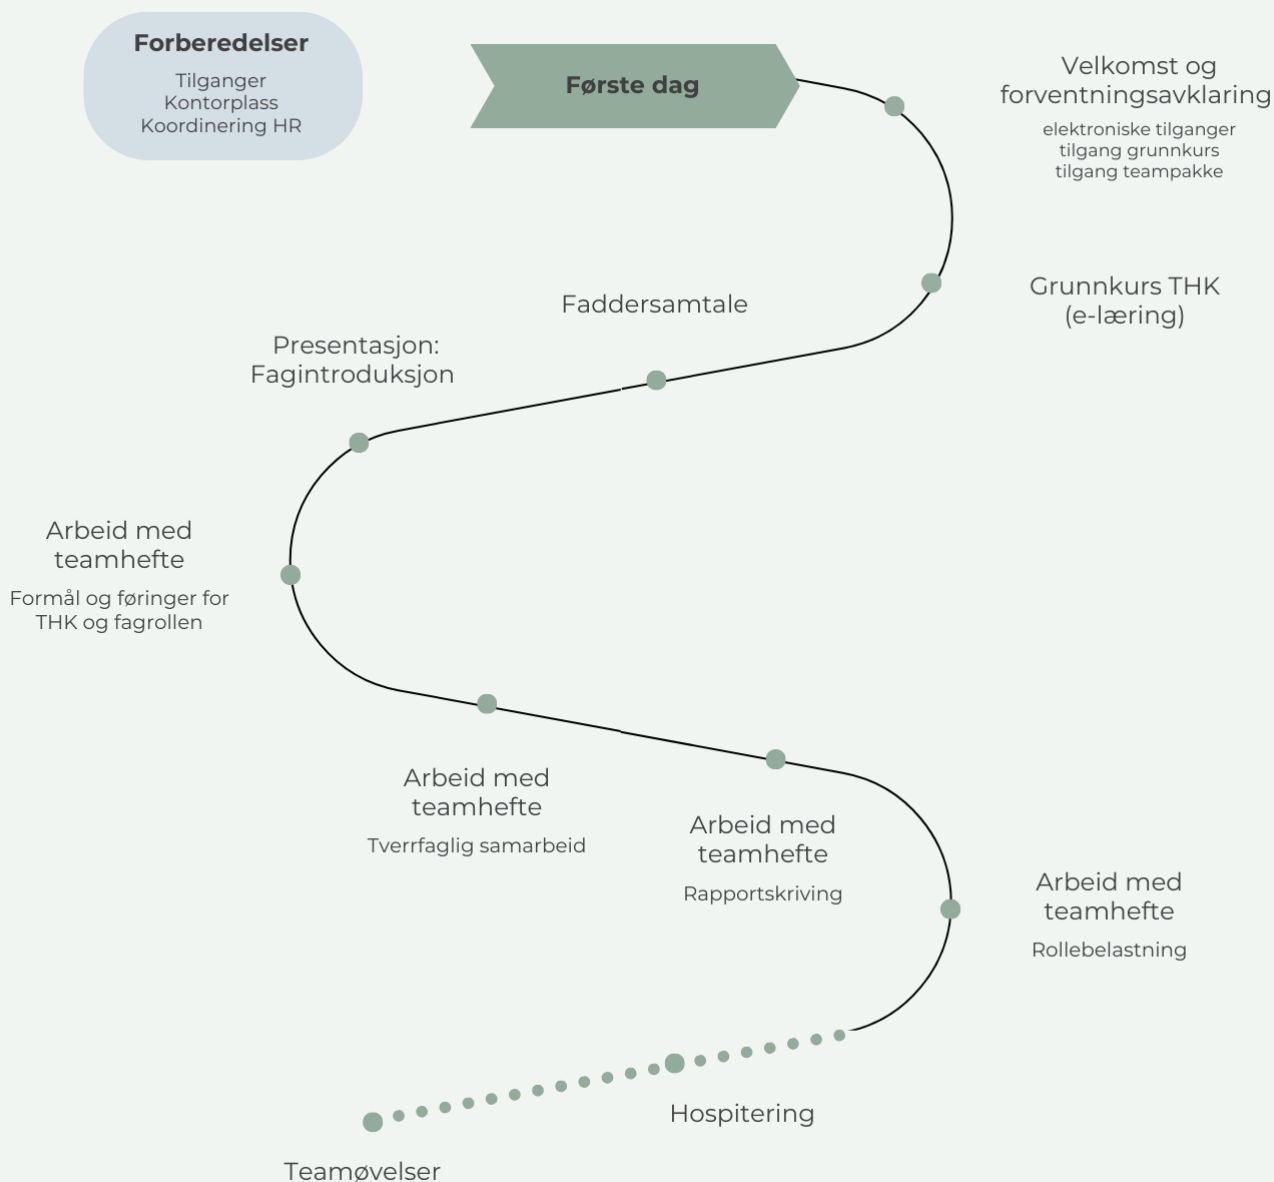 Forberedelser
Tilganger
Kontorplass
Koordinering HR
Første dag
Velkomst og
forventningsavklaring
elektroniske tilganger
tilgang grunnkurs
tilgang teampakke
Grunnkurs THK
(e-læring)
Faddersamtale
Presentasjon:
Fagintroduksjon
Arbeid med
teamhefte
Formål og føringer for
THK og fagrollen
Arbeid med
teamhefte
Tverrfaglig samarbeid
Arbeid med
teamhefte
Rapportskriving
Arbeid med
teamhefte
Rollebelastning
Hospitering
Teamøvelser